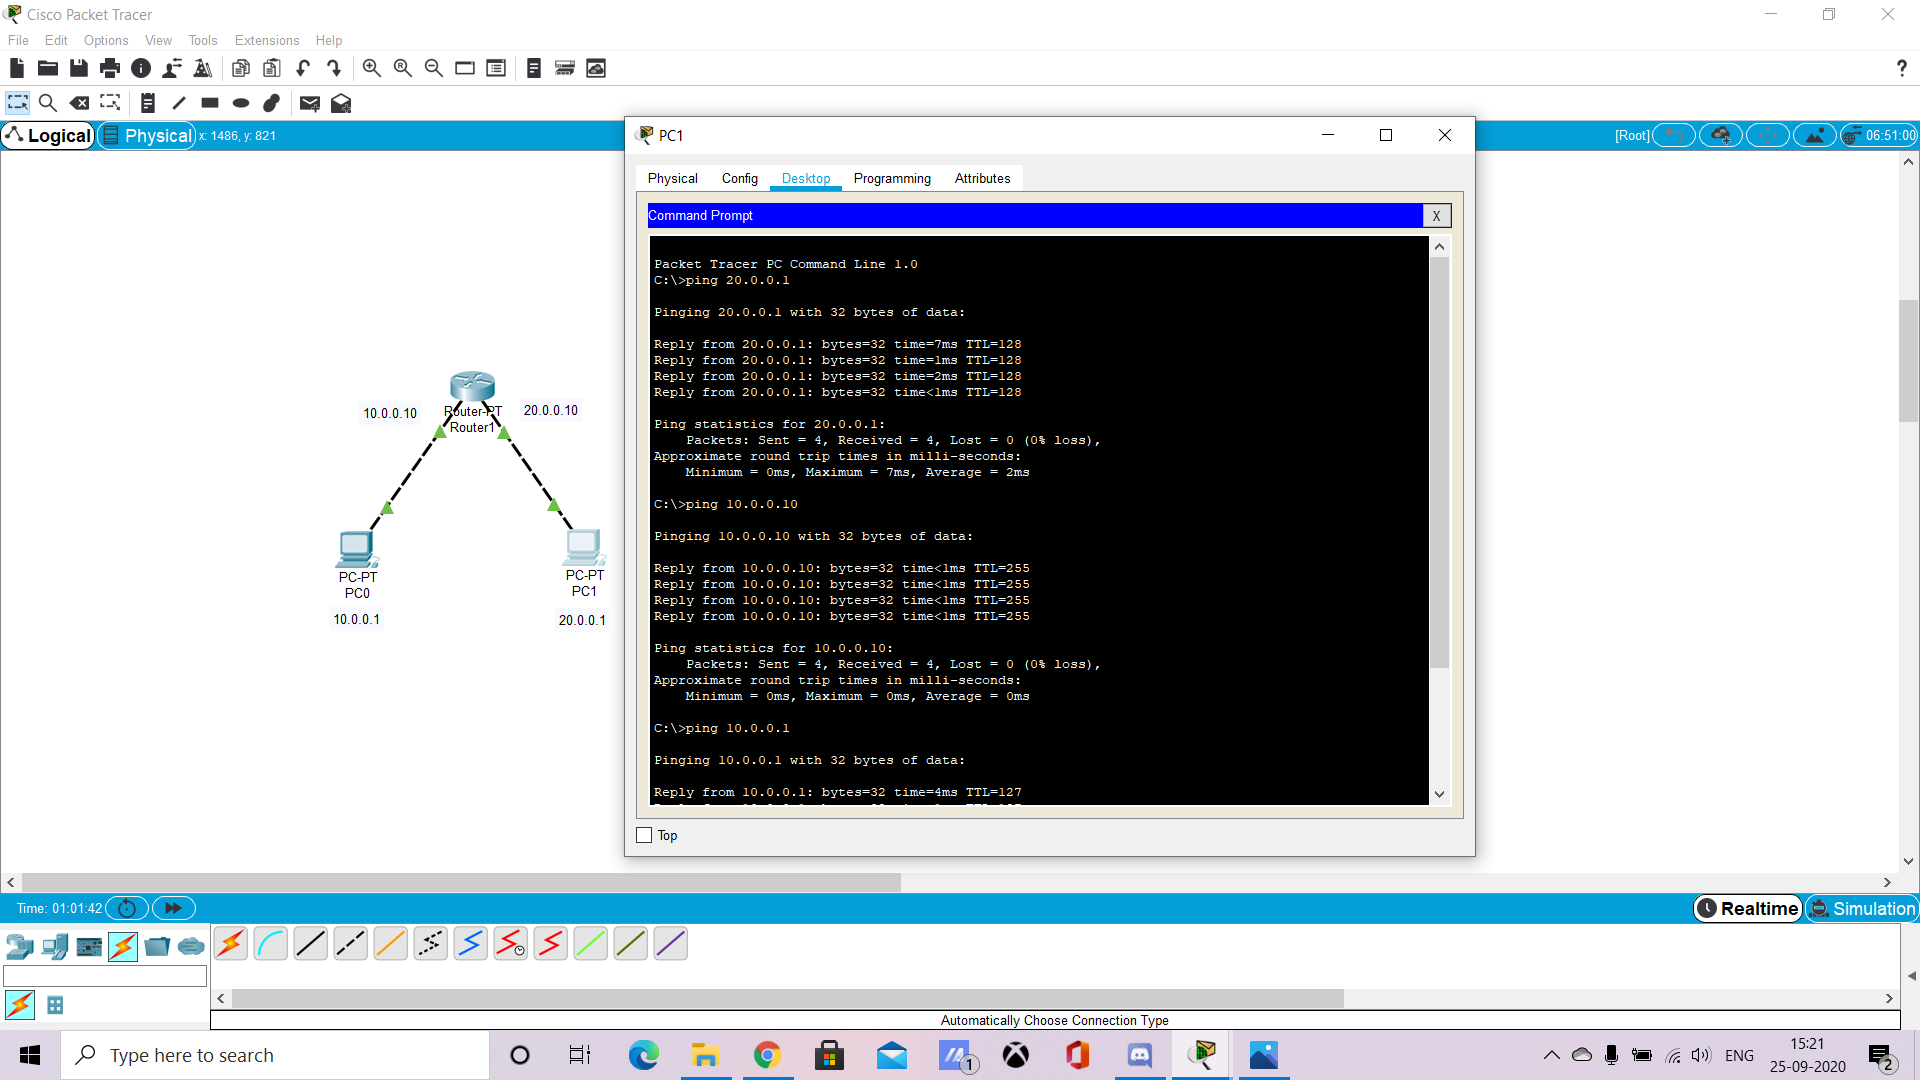 Cisco Packet Tracer
File Edit Options View Tools Extensions Help
Logical Physical x: 1486, y: 821
[Root] 06:51:00
10.0.0.10
Router-PT
Router1
20.0.0.10
PC-PT
PC0
10.0.0.1
PC-PT
PC1
20.0.0.1
PC1
Physical Config Desktop Programming Attributes
Command Prompt
X
Packet Tracer PC Command Line 1.0
C:\>ping 20.0.0.1
Pinging 20.0.0.1 with 32 bytes of data:
Reply from 20.0.0.1: bytes=32 time=7ms TTL=128
Reply from 20.0.0.1: bytes=32 time=1ms TTL=128
Reply from 20.0.0.1: bytes=32 time=2ms TTL=128
Reply from 20.0.0.1: bytes=32 time<1ms TTL=128
Ping statistics for 20.0.0.1:
Packets: Sent = 4, Received = 4, Lost = 0 (0% loss),
Approximate round trip times in milli-seconds:
Minimum = 0ms, Maximum = 7ms, Average = 2ms
C:\>ping 10.0.0.10
Pinging 10.0.0.10 with 32 bytes of data:
Reply from 10.0.0.10: bytes=32 time<1ms TTL=255
Reply from 10.0.0.10: bytes=32 time<1ms TTL=255
Reply from 10.0.0.10: bytes=32 time<1ms TTL=255
Reply from 10.0.0.10: bytes=32 time<1ms TTL=255
Ping statistics for 10.0.0.10:
Packets: Sent = 4, Received = 4, Lost = 0 (0% loss),
Approximate round trip times in milli-seconds:
Minimum = 0ms, Maximum = 0ms, Average = 0ms
C:\>ping 10.0.0.1
Pinging 10.0.0.1 with 32 bytes of data:
Reply from 10.0.0.1: bytes=32 time=4ms TTL=127
Top
Time: 01:01:42
Realtime Simulation
Automatically Choose Connection Type
Type here to search
1
ENG
15:21
25-09-2020
2